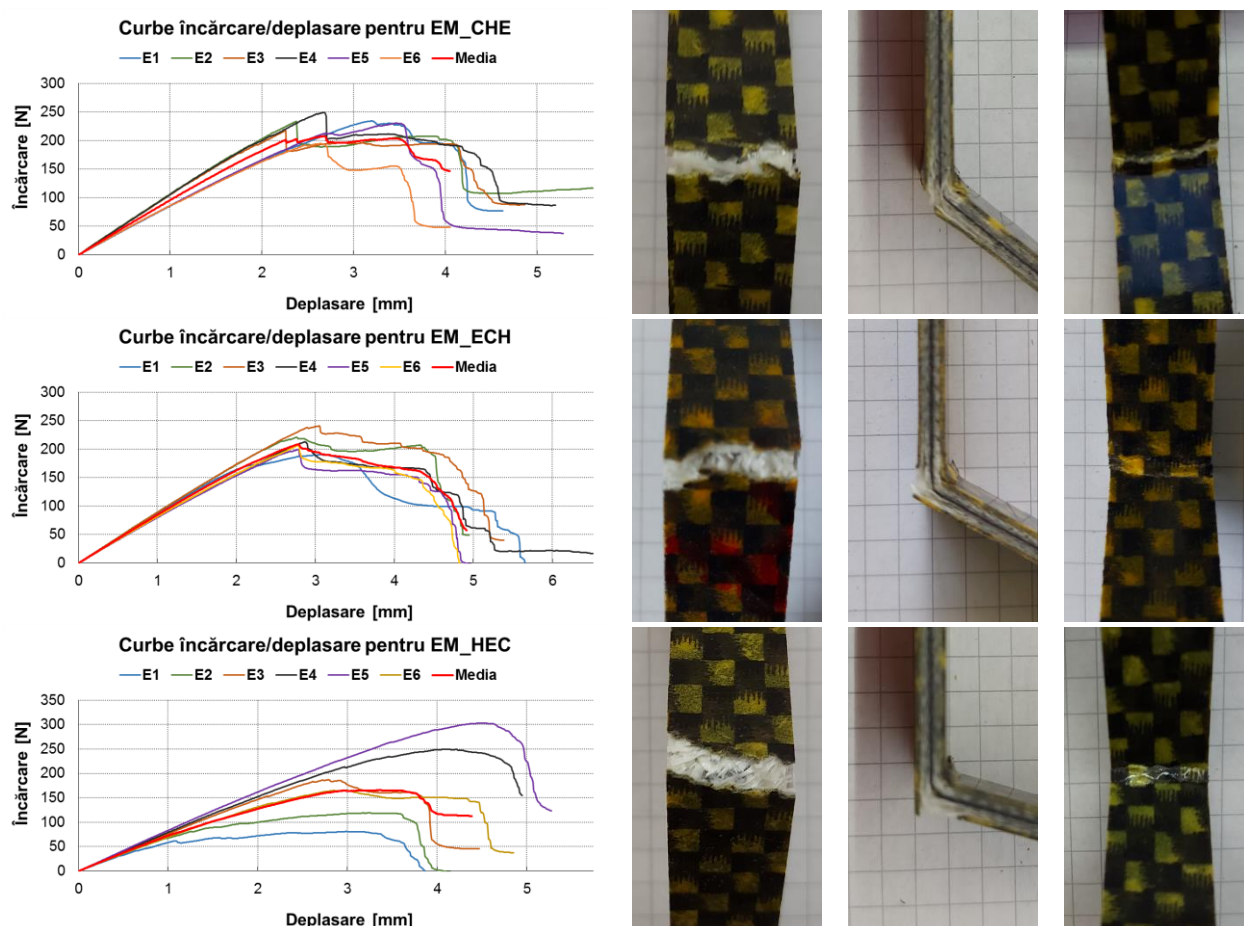 Curbe încărcare/deplasare pentru EM_CHE
E1 E2 E3 E4 E5 E6 Media
Încărcare [N]
300
250
200
150
100
50
0
0 1 2 3 4 5
Deplasare [mm]
Curbe încărcare/deplasare pentru EM_ECH
E1 E2 E3 E4 E5 E6 Media
Încărcare [N]
300
250
200
150
100
50
0
0 1 2 3 4 5 6
Deplasare [mm]
Curbe încărcare/deplasare pentru EM_HEC
E1 E2 E3 E4 E5 E6 Media
Încărcare [N]
350
300
250
200
150
100
50
0
0 1 2 3 4 5
Deplasare [mm]